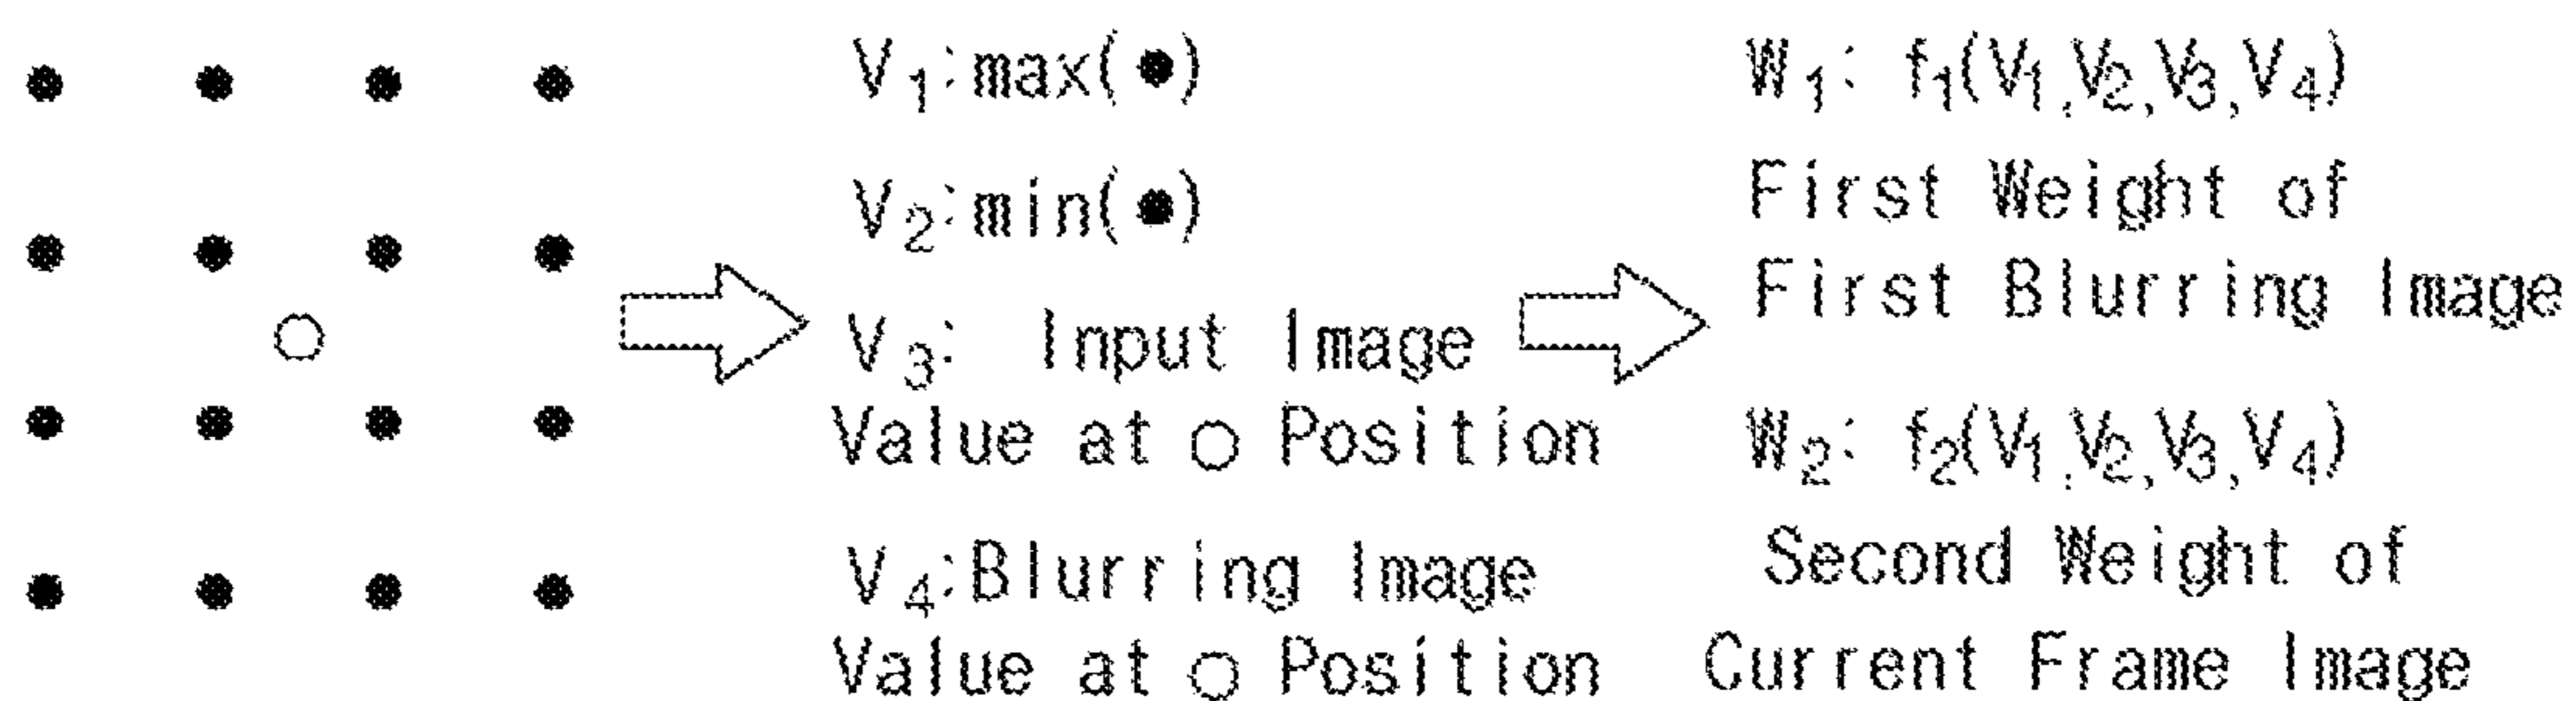 V₁:max(●)
V₂:min(●)
V₃: Input Image
Value at ○ Position
V₄:Blurring Image
Value at ○ Position
W₁: f₁(V₁,V₂,V₃,V₄)
First Weight of
First Blurring Image
W₂: f₂(V₁,V₂,V₃,V₄)
Second Weight of
Current Frame Image